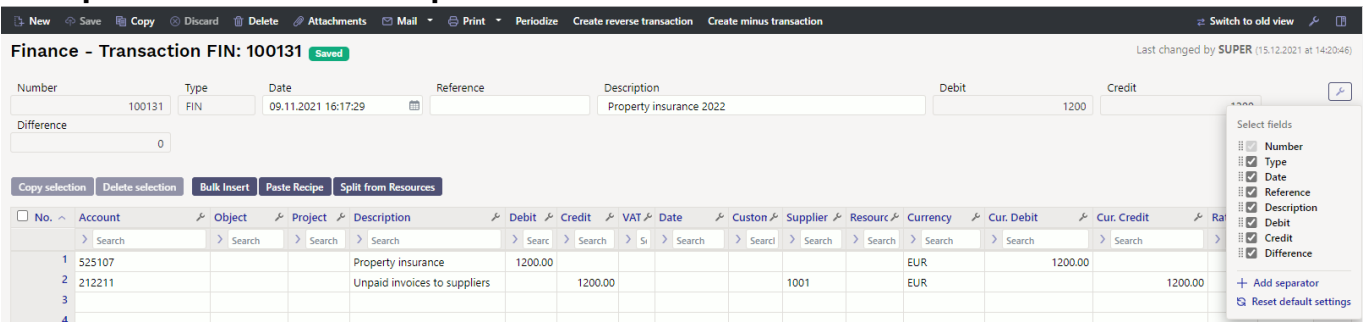 New Save Copy Discard Delete Attachments Mail Print Periodize Create reverse transaction Create minus transaction Switch to old view
Finance - Transaction FIN: 100131 Saved Last changed by SUPER (15.12.2021 at 14:20:46)
Number Type Date Reference Description Debit Credit
100131 FIN 09.11.2021 16:17:29 Property insurance 2022 1200
Difference
0
Select fields
Number
Type
Date
Reference
Description
Debit
Credit
Difference
Add separator
Reset default settings
Copy selection Delete selection Bulk Insert Paste Recipe Split from Resources
No. Account Object Project Description Debit Credit VAT Date Custon Supplier Resourc Currency Cur. Debit Cur. Credit
Search Search Search Search Searc Search Search Searcl Search Search Search Search Search
1 525107 Property insurance 1200.00 EUR 1200.00
2 212211 Unpaid invoices to suppliers 1200.00 1001 EUR 1200.00
3
4